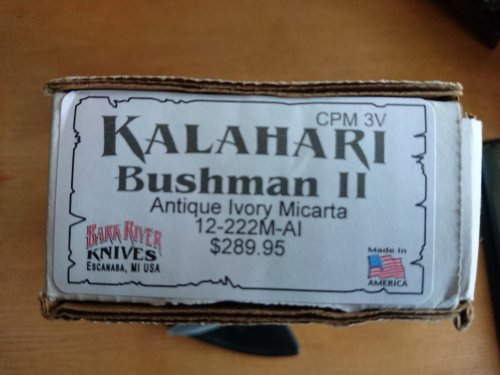 CPM 3V
KALAHARI
Bushman II
Antique Ivory Micarta
12-222M-AI
$289.95
BARK RIVER
KNIVES
ESCANABA, MI USA
Made in
AMERICA